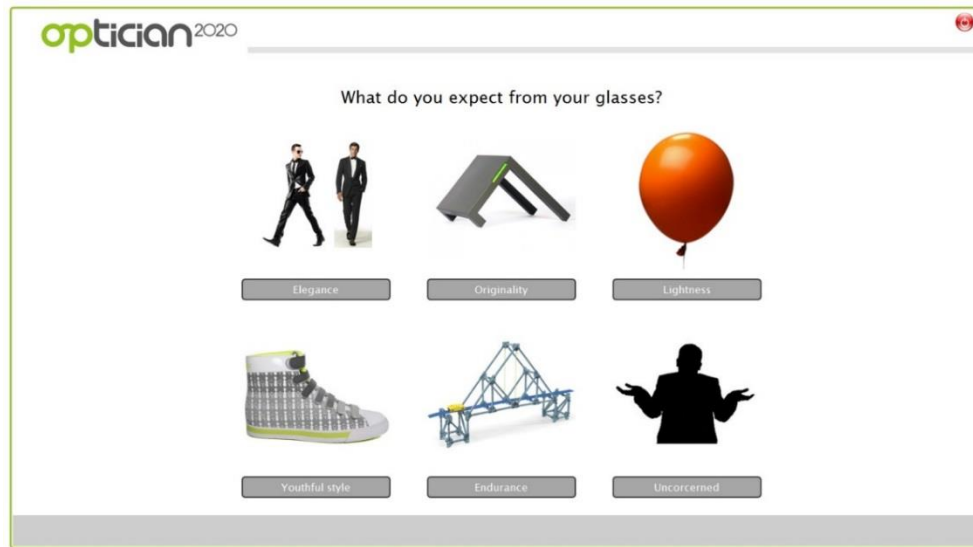 optician2020
What do you expect from your glasses?
Elegance
Originality
Lightness
Youthful style
Endurance
Uncorcerned